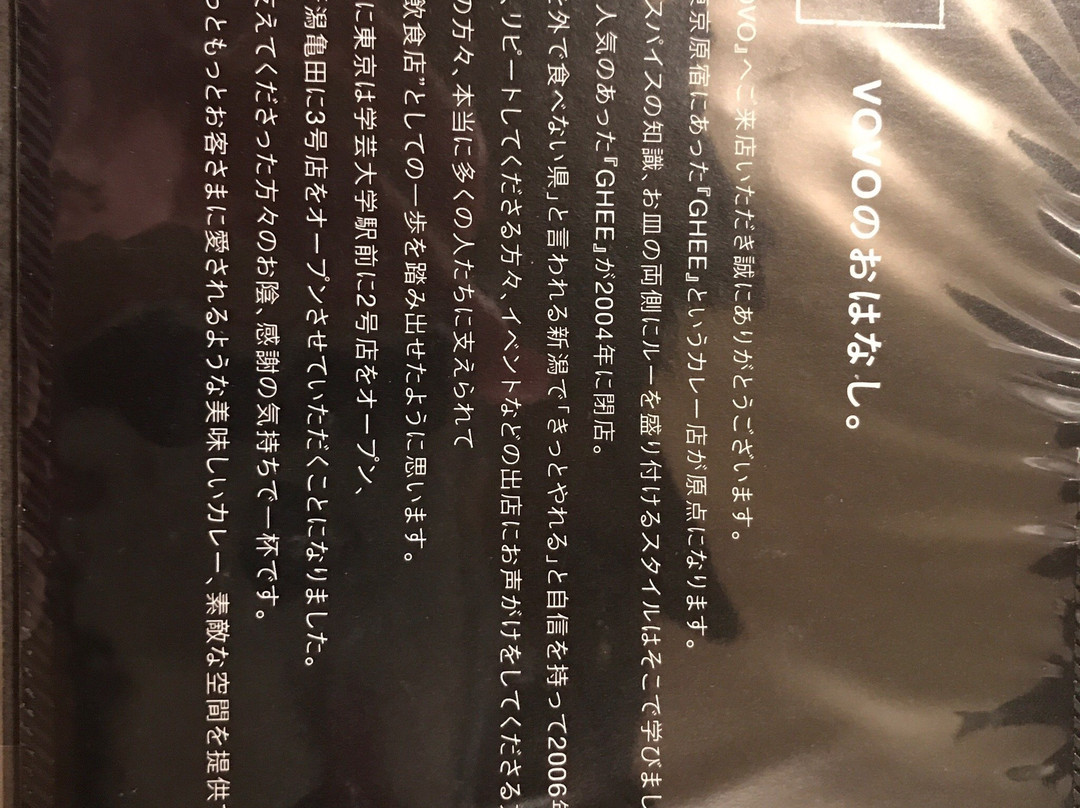 VOVOのおはなし。
OVO』へご来店いただき誠にありがとうございます。
京原宿にあった『GHEE』というカレー店が原点になります。
スパイスの知識、お皿の両側にルーを盛り付けるスタイルはそこで学びまし
人気のあった『GHEE』が2004年に閉店。
外で食べない県」と言われる新潟で「きっとやれる」と自信を持って2006年
、リピートしてくださる方々、イベントなどの出店にお声がけをしてくださる
の方々、本当に多くの人たちに支えられて
飲食店”としての一歩を踏み出せたように思います。
に東京は学芸大学駅前に2号店をオープン、
潟亀田に3号店をオープンさせていただくことになりました。
支えてくださった方々のお陰、感謝の気持ちで一杯です。
っともっとお客さまに愛されるような美味しいカレー、素敵な空間を提供